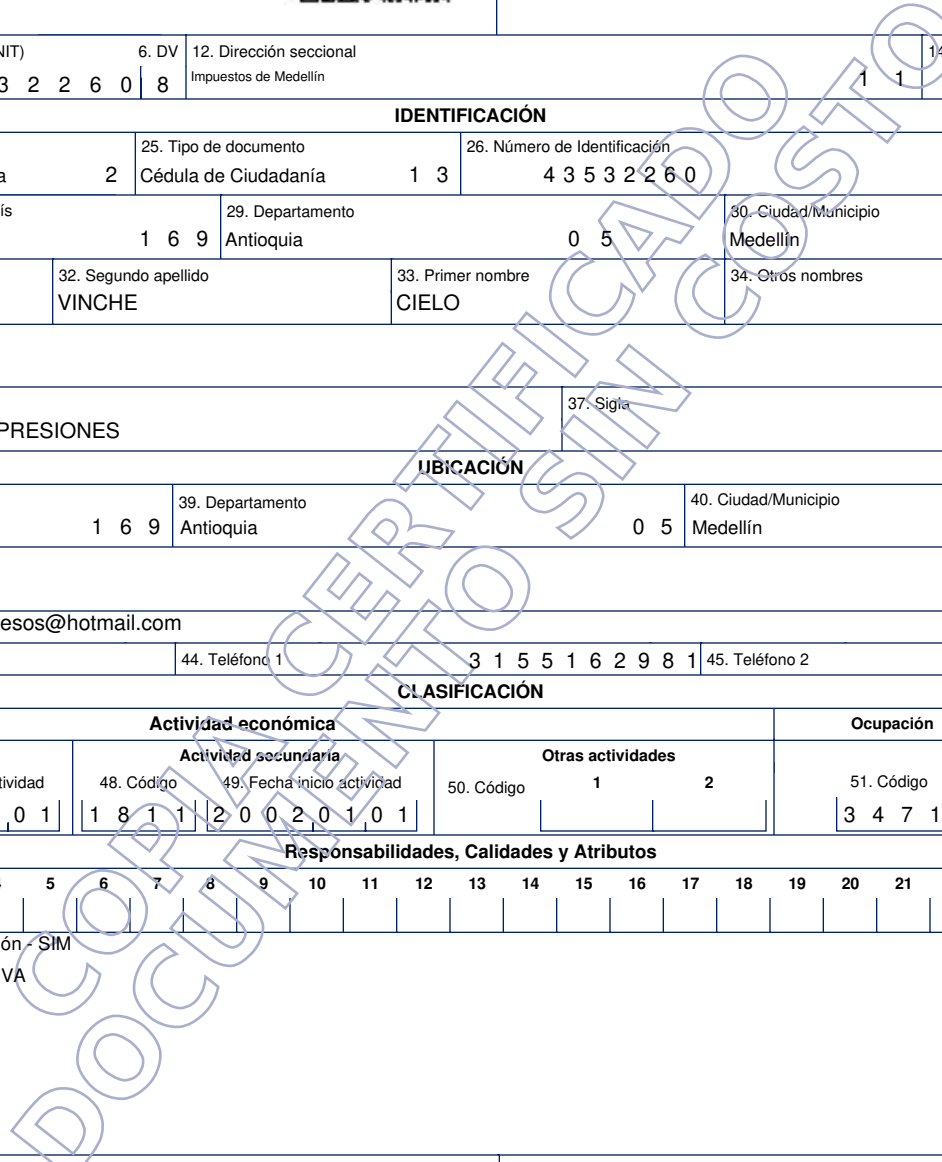 NIT) 6. DV 12. Dirección seccional 14
3 2 2 6 0 8 Impuestos de Medellín 1 1
IDENTIFICACIÓN
25. Tipo de documento 26. Número de Identificación
a 2 Cédula de Ciudadanía 1 3 4 3 5 3 2 2 6 0
ís 29. Departamento 30. Ciudad/Municipio
1 6 9 Antioquia 0 5 Medellín
32. Segundo apellido 33. Primer nombre 34. Otros nombres
VINCHE CIELO
37. Sigla
PRESIONES
UBICACIÓN
39. Departamento 40. Ciudad/Municipio
1 6 9 Antioquia 0 5 Medellín
esos@hotmail.com
44. Teléfono 1 3 1 5 5 1 6 2 9 8 1 45. Teléfono 2
CLASIFICACIÓN
Actividad económica Ocupación
Actividad secundaria Otras actividades
tividad 48. Código 49. Fecha inicio actividad 50. Código 1 2 51. Código
0 1 1 8 1 1 2 0 0 2 0 1 0 1 3 4 7 1
Responsabilidades, Calidades y Atributos
5 6 7 8 9 10 11 12 13 14 15 16 17 18 19 20 21
ón - SIM
VA
COPIA CERTIFICADO
DOCUMENTO SIN COSTO